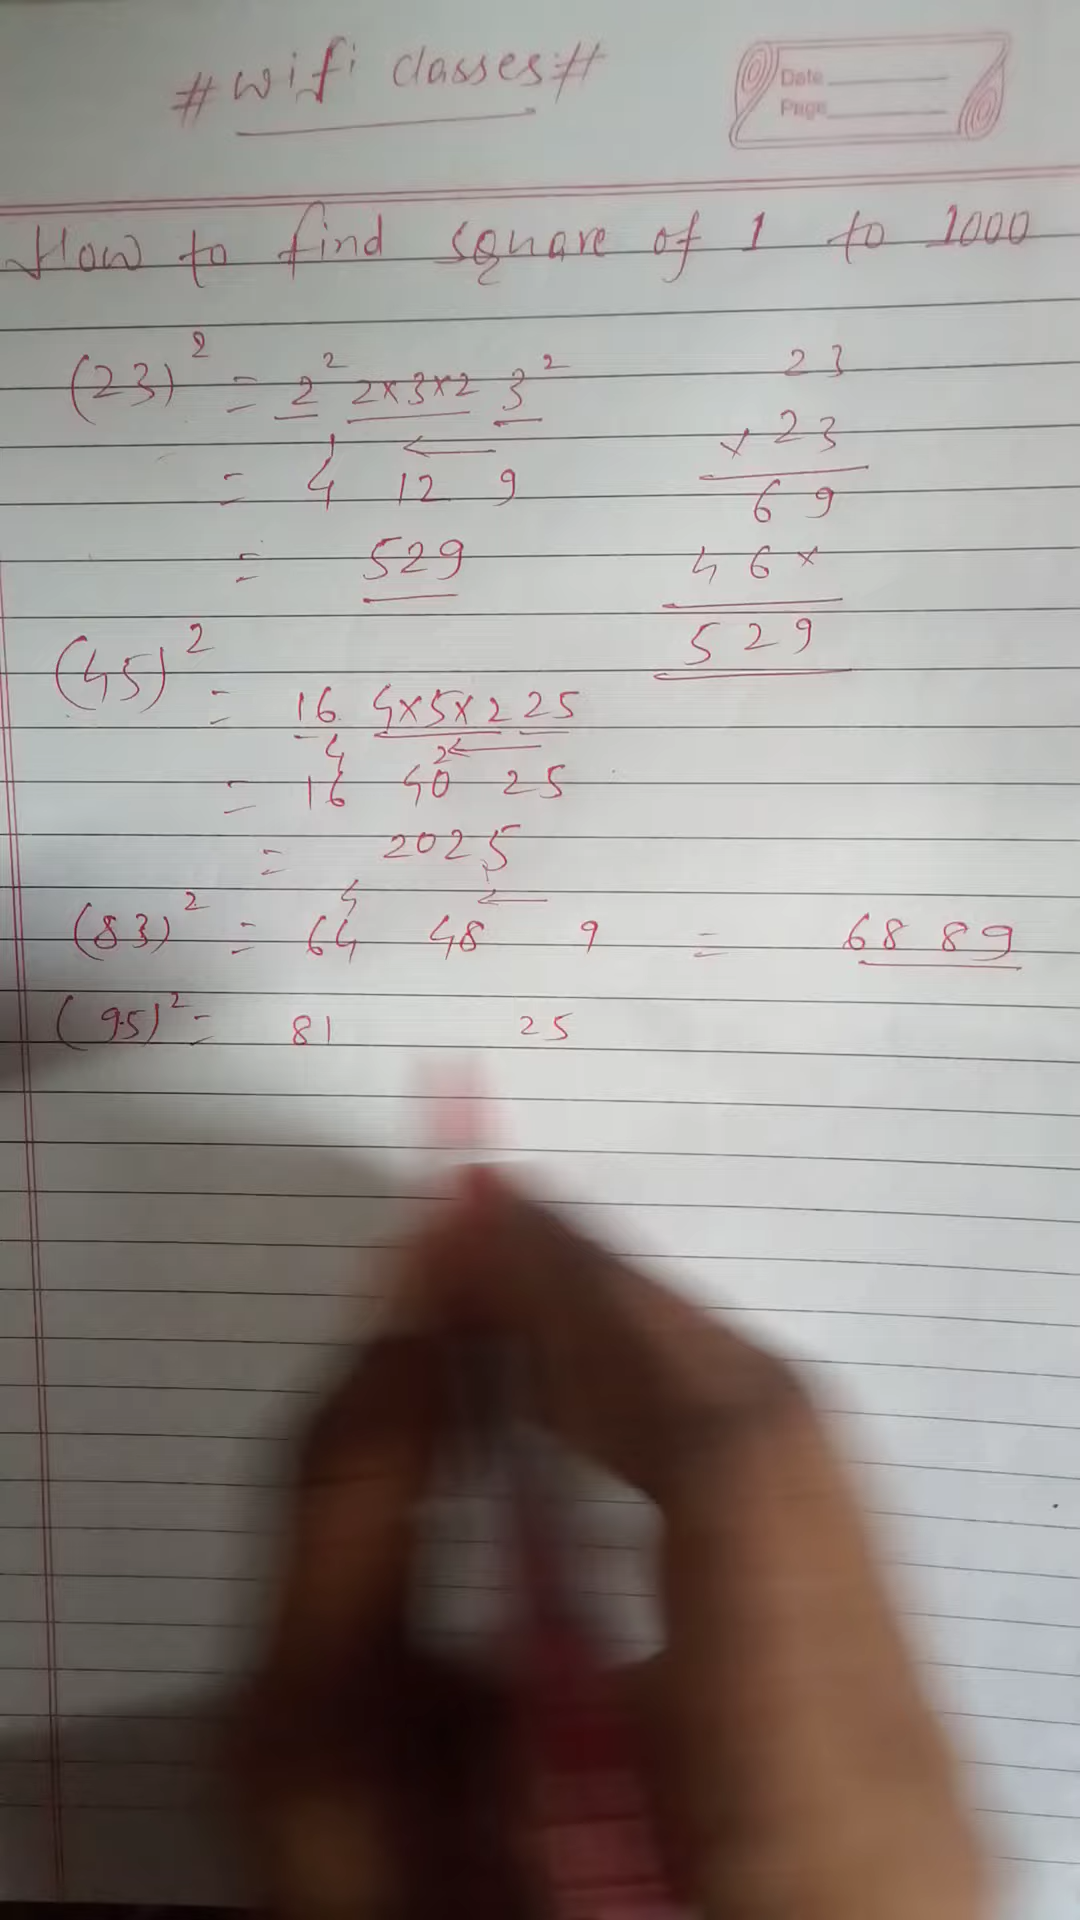 #wifi classes#
Date
Page
How to find square of 1 to 1000
(23)² = 2² 2×3×2 3²
= 4 12 9
= 529
23
×23
69
46×
529
(45)²
= 16 4×5×2 25
= 16 40 25
= 2025
(83)² = 64 48 9 = 6889
(95)² = 81 25